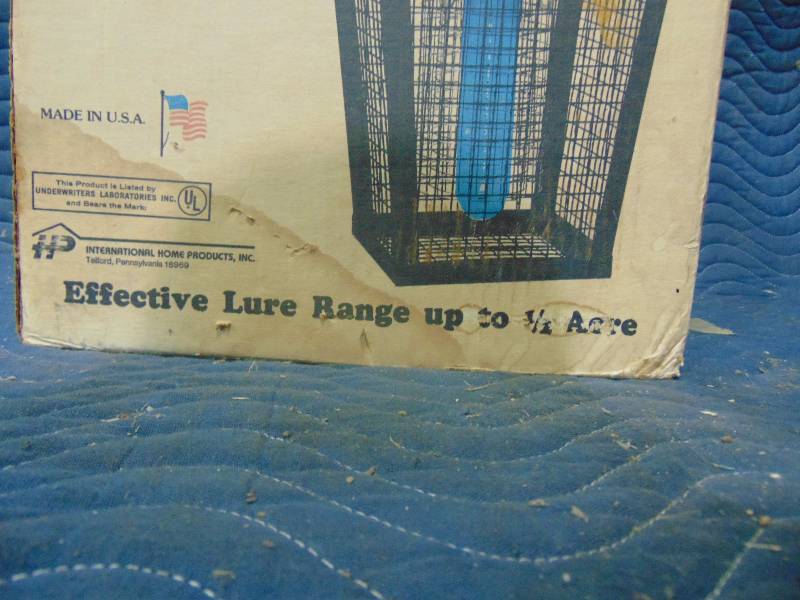 MADE IN U.S.A.
This Product is Listed by
UNDERWRITERS LABORATORIES INC.
and Bears the Mark:
UL
HP
INTERNATIONAL HOME PRODUCTS, INC.
Telford, Pennsylvania 18969
Effective Lure Range up to ½ Acre